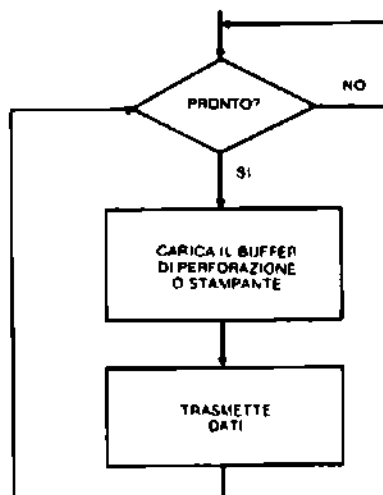 PRONTO?
NO
SI
CARICA IL BUFFER
DI PERFORAZIONE
O STAMPANTE
TRASMETTE
DATI